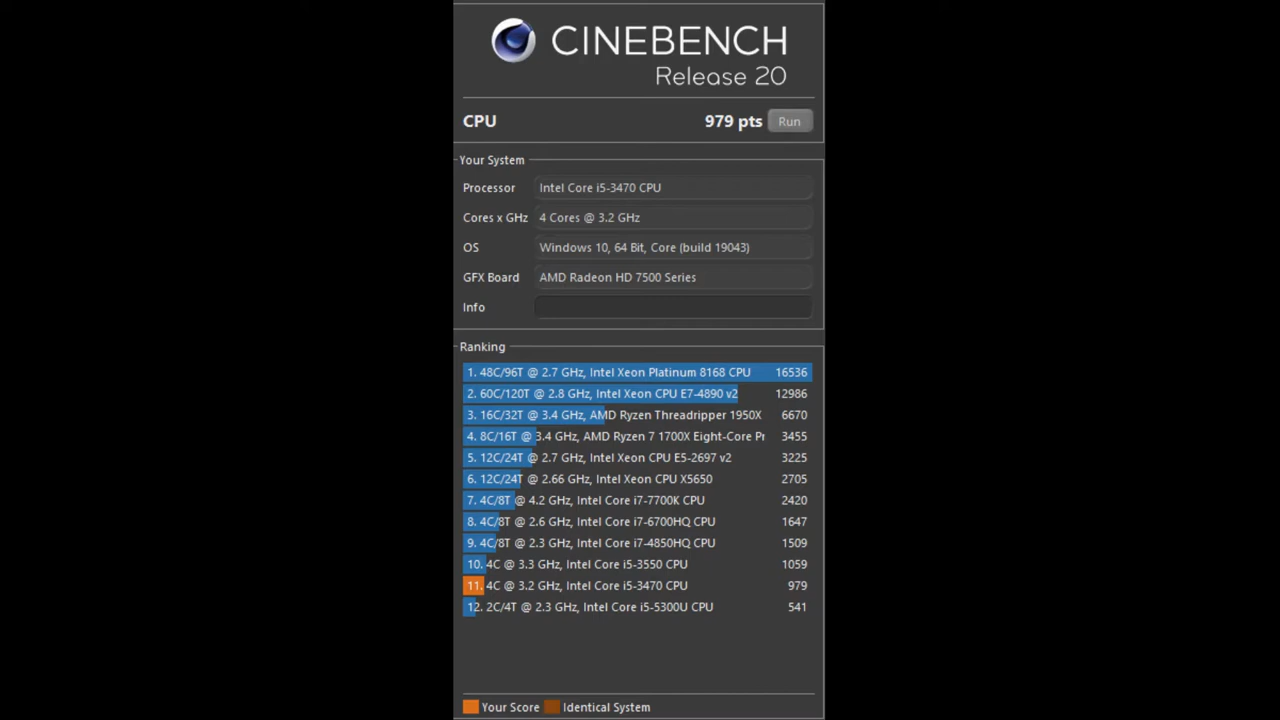 CINEBENCH
Release 20
CPU 979 pts Run
Your System
Processor Intel Core i5-3470 CPU
Cores x GHz 4 Cores @ 3.2 GHz
OS Windows 10, 64 Bit, Core (build 19043)
GFX Board AMD Radeon HD 7500 Series
Info
Ranking
1. 48C/96T @ 2.7 GHz, Intel Xeon Platinum 8168 CPU 16536
2. 60C/120T @ 2.8 GHz, Intel Xeon CPU E7-4890 v2 12986
3. 16C/32T @ 3.4 GHz, AMD Ryzen Threadripper 1950X 6670
4. 8C/16T @ 3.4 GHz, AMD Ryzen 7 1700X Eight-Core Pr 3455
5. 12C/24T @ 2.7 GHz, Intel Xeon CPU E5-2697 v2 3225
6. 12C/24T @ 2.66 GHz, Intel Xeon CPU X5650 2705
7. 4C/8T @ 4.2 GHz, Intel Core i7-7700K CPU 2420
8. 4C/8T @ 2.6 GHz, Intel Core i7-6700HQ CPU 1647
9. 4C/8T @ 2.3 GHz, Intel Core i7-4850HQ CPU 1509
10. 4C @ 3.3 GHz, Intel Core i5-3550 CPU 1059
11. 4C @ 3.2 GHz, Intel Core i5-3470 CPU 979
12. 2C/4T @ 2.3 GHz, Intel Core i5-5300U CPU 541
Your Score Identical System